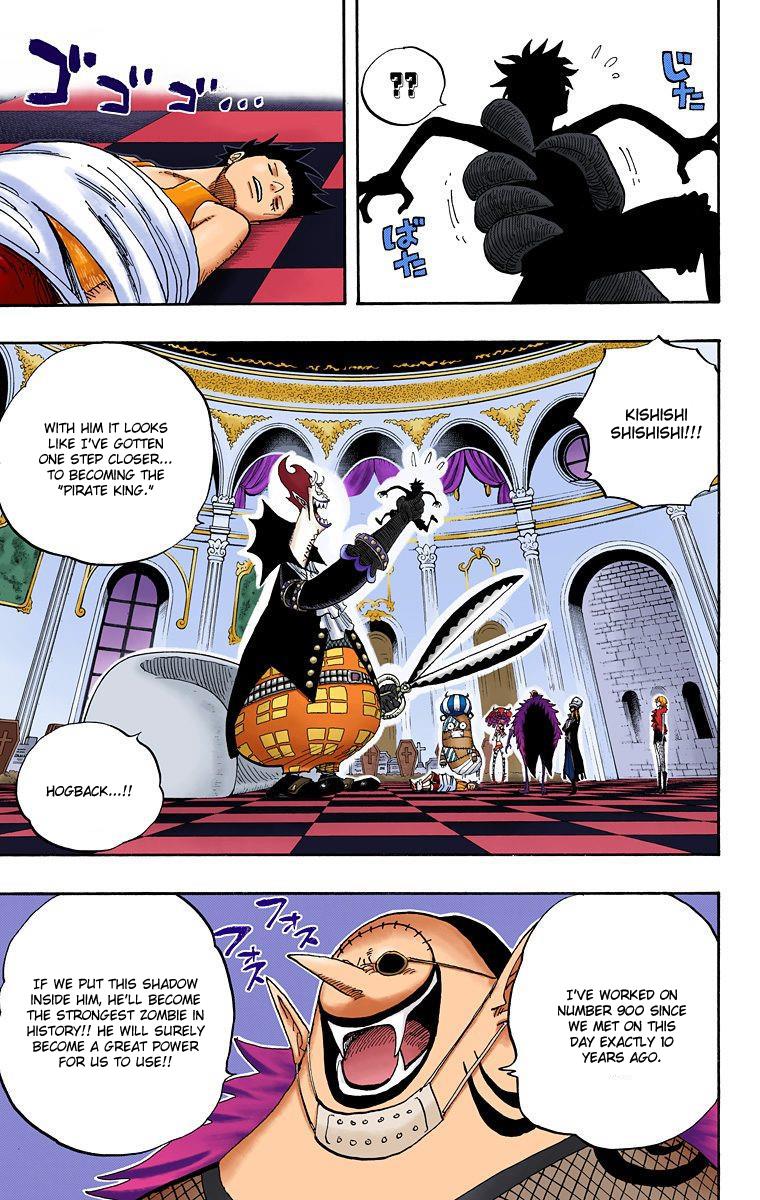 じた
??
ばた
ゴゴゴ...
KISHISHI
SHISHISHI!!!
WITH HIM IT LOOKS
LIKE I'VE GOTTEN
ONE STEP CLOSER...
TO BECOMING THE
"PIRATE KING."
HOGBACK...!!
I'VE WORKED ON
NUMBER 900 SINCE
WE MET ON THIS
DAY EXACTLY 10
YEARS AGO.
フォス
フォス
IF WE PUT THIS SHADOW
INSIDE HIM, HE'LL BECOME
THE STRONGEST ZOMBIE IN
HISTORY!! HE WILL SURELY
BECOME A GREAT POWER
FOR US TO USE!!